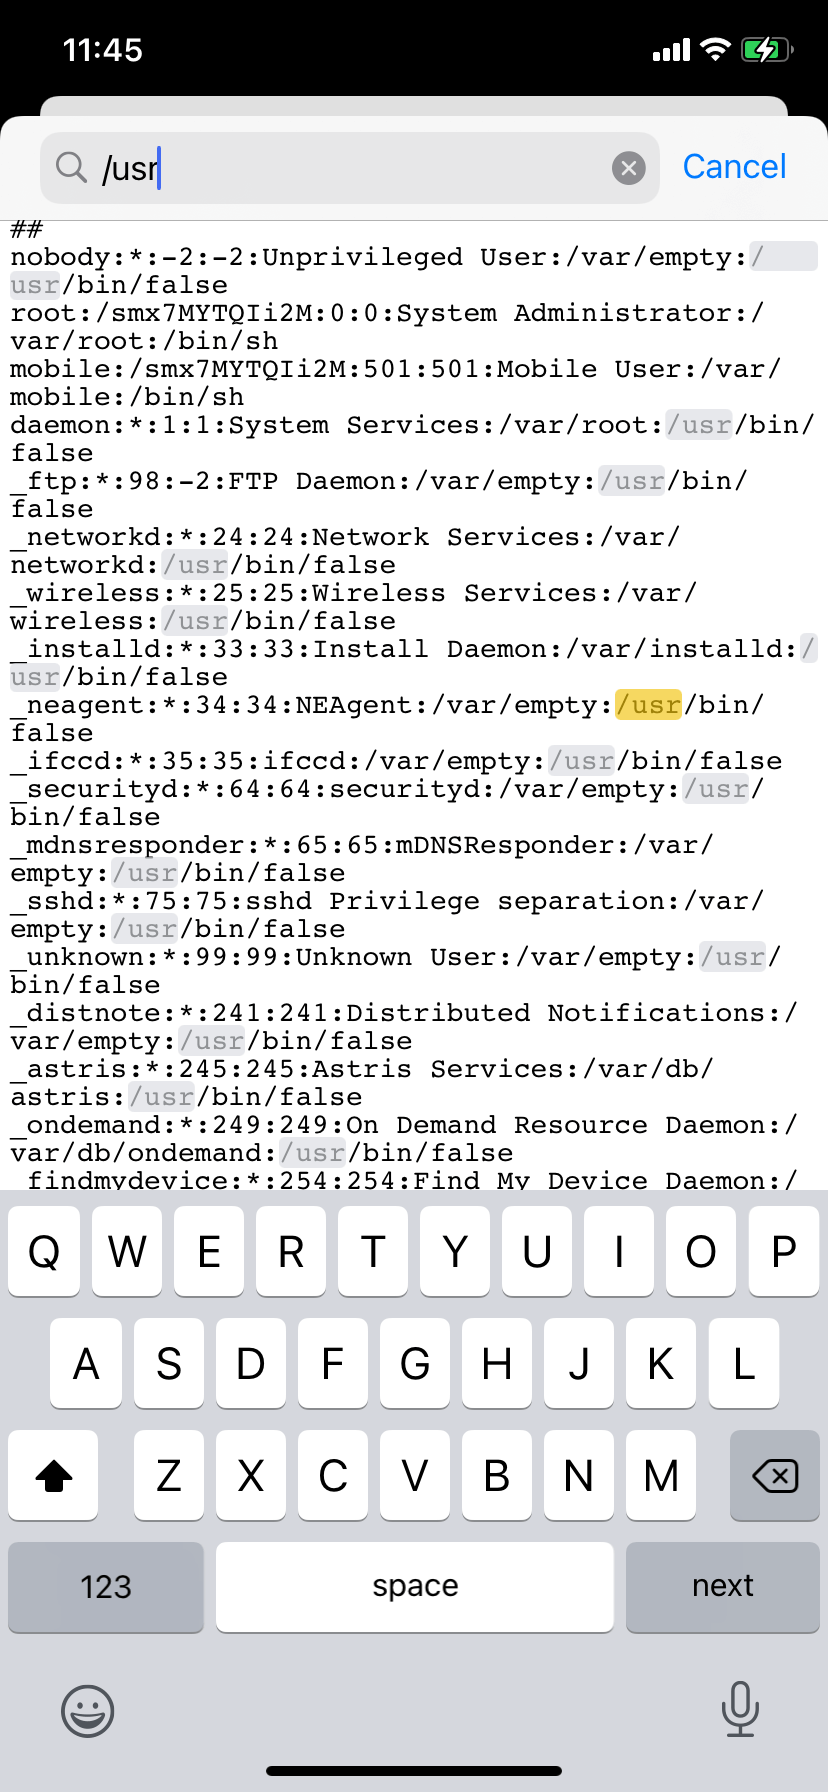 11:45
/usr
Cancel
##
nobody:*:-2:-2:Unprivileged User:/var/empty:/
usr/bin/false
root:/smx7MYTQIi2M:0:0:System Administrator:/
var/root:/bin/sh
mobile:/smx7MYTQIi2M:501:501:Mobile User:/var/
mobile:/bin/sh
daemon:*:1:1:System Services:/var/root:/usr/bin/
false
_ftp:*:98:-2:FTP Daemon:/var/empty:/usr/bin/
false
_networkd:*:24:24:Network Services:/var/
networkd:/usr/bin/false
_wireless:*:25:25:Wireless Services:/var/
wireless:/usr/bin/false
_installd:*:33:33:Install Daemon:/var/installd:/
usr/bin/false
_neagent:*:34:34:NEAgent:/var/empty:/usr/bin/
false
_ifccd:*:35:35:ifccd:/var/empty:/usr/bin/false
_securityd:*:64:64:securityd:/var/empty:/usr/
bin/false
_mdnsresponder:*:65:65:mDNSResponder:/var/
empty:/usr/bin/false
_sshd:*:75:75:sshd Privilege separation:/var/
empty:/usr/bin/false
_unknown:*:99:99:Unknown User:/var/empty:/usr/
bin/false
_distnote:*:241:241:Distributed Notifications:/
var/empty:/usr/bin/false
_astris:*:245:245:Astris Services:/var/db/
astris:/usr/bin/false
_ondemand:*:249:249:On Demand Resource Daemon:/
var/db/ondemand:/usr/bin/false
_findmydevice:*:254:254:Find My Device Daemon:/
Q W E R T Y U I O P
A S D F G H J K L
Z X C V B N M
123 space next